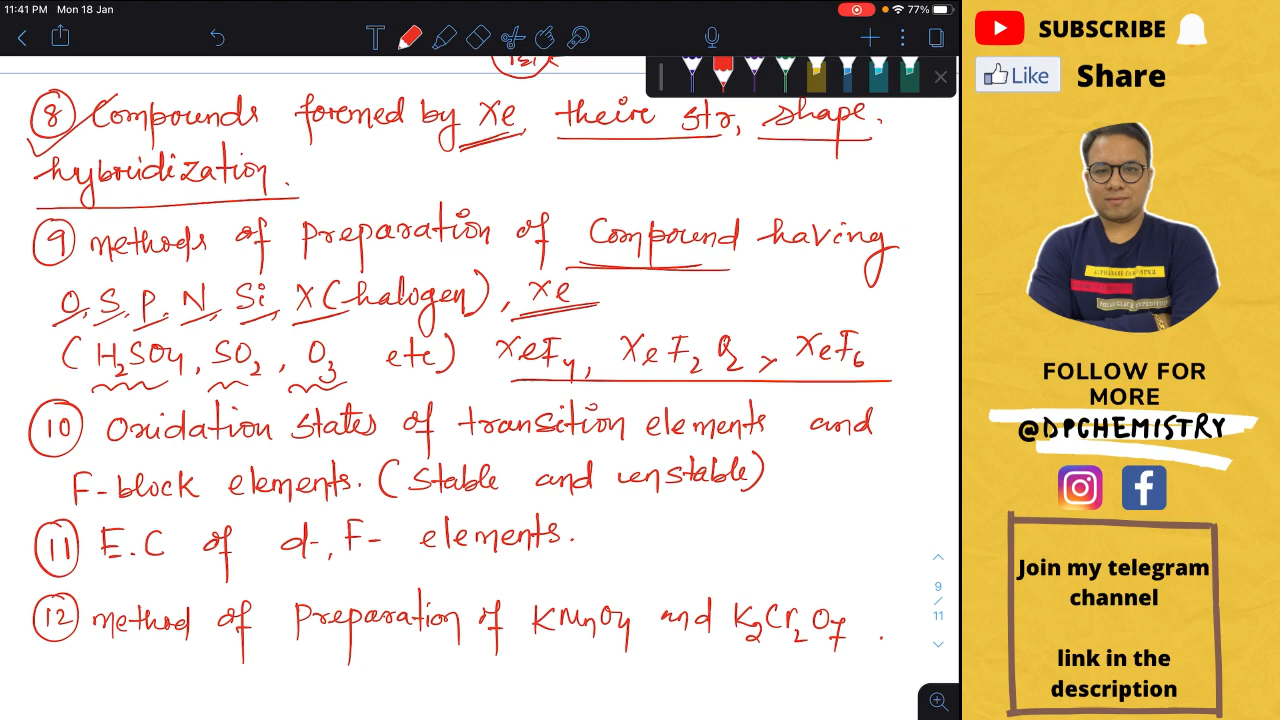 11:41 PM Mon 18 Jan
77%
T
8 Compounds foremed by Xe theire str, shape.
hybridization.
9 methods of preparation of Compound having
O, S, P, N, Si, X (halogen), Xe
(H2SO4, SO2, O3 etc) XeF4, XeF2 , XeF6
10 Oxidation states of transition elements and
F-block elements. (Stable and unstable)
11 E.C of d-, F- elements.
12 method of Preparation of KMnO4 and K2Cr2O7.
9
/
11
SUBSCRIBE
Like Share
FOLLOW FOR
MORE
@DPCHEMISTRY
Join my telegram
channel
link in the
description